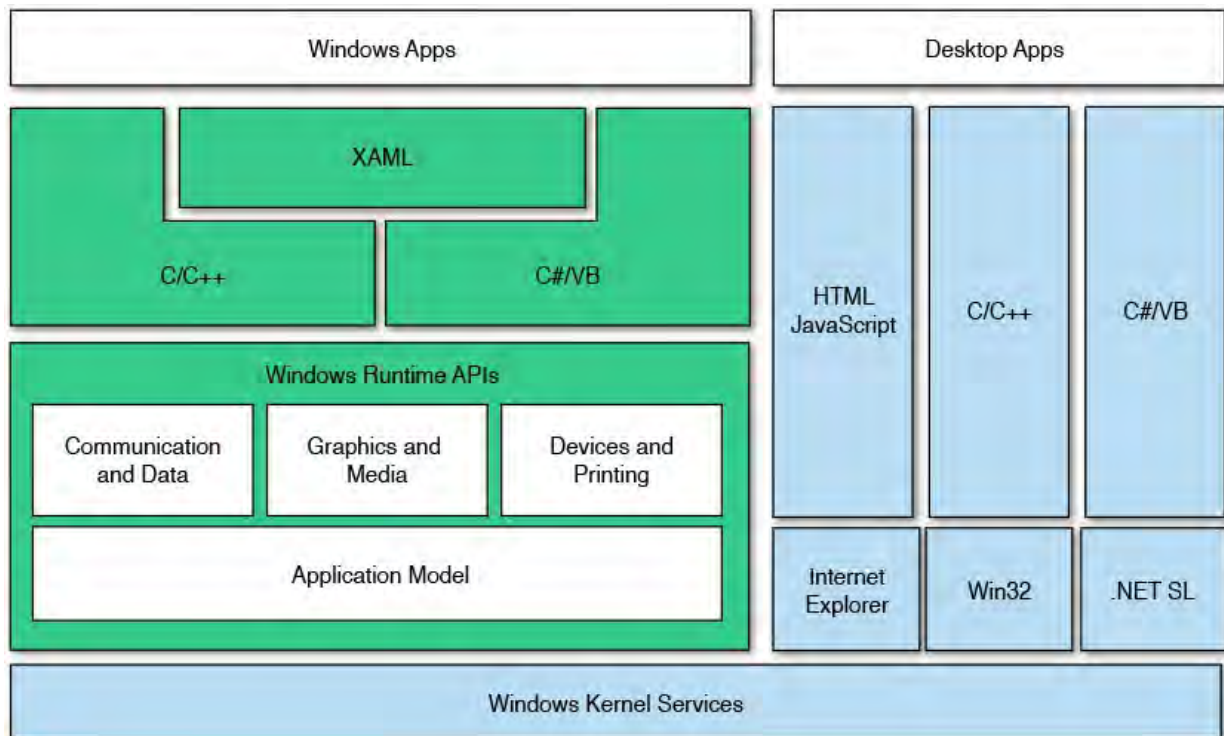 Windows Apps
Desktop Apps
XAML
C/C++
C#/VB
HTML
JavaScript
C/C++
C#/VB
Windows Runtime APIs
Communication
and Data
Graphics and
Media
Devices and
Printing
Application Model
Internet
Explorer
Win32
.NET SL
Windows Kernel Services